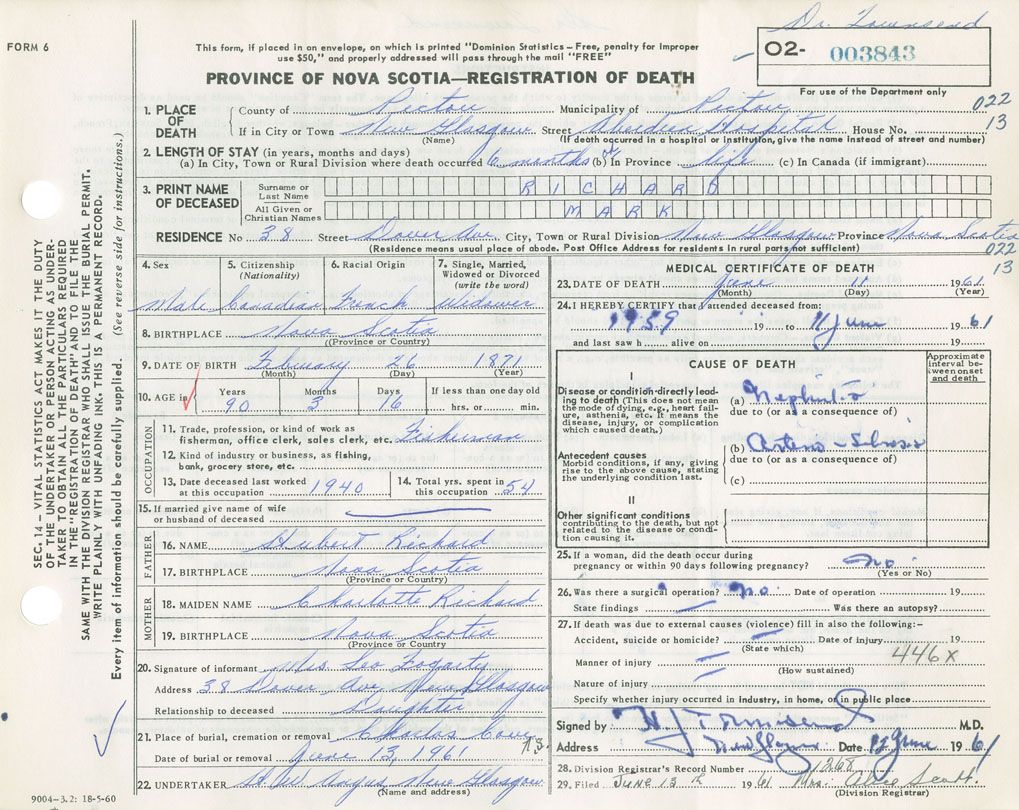 Dr. Townsend
FORM 6
This form, if placed in an envelope, on which is printed "Dominion Statistics – Free, penalty for improper
use $50," and properly addressed will pass through the mail "FREE"
O2- 003843
For use of the Department only
PROVINCE OF NOVA SCOTIA—REGISTRATION OF DEATH
022
13
1. PLACE OF DEATH
County of Pictou Municipality of Pictou
If in City or Town New Glasgow Street Aberdeen Hospital House No.
(Name) (If death occurred in a hospital or institution, give the name instead of street and number)
2. LENGTH OF STAY (in years, months and days)
(a) In City, Town or Rural Division where death occurred 6 months (b) In Province life (c) In Canada (if immigrant)
3. PRINT NAME OF DECEASED
Surname or Last Name RICHARD
All Given or Christian Names MARK
RESIDENCE No 38 Street Dover Ave. City, Town or Rural Division New Glasgow Province Nova Scotia
(Residence means usual place of abode. Post Office Address for residents in rural parts not sufficient)
022
13
4. Sex Male
5. Citizenship (Nationality) Canadian
6. Racial Origin French
7. Single, Married, Widowed or Divorced (write the word) Widower
8. BIRTHPLACE Nova Scotia
(Province or Country)
9. DATE OF BIRTH February 26 1871
(Month) (Day) (Year)
10. AGE in Years 90 Months 3 Days 16 If less than one day old hrs. or min.
OCCUPATION
11. Trade, profession, or kind of work as
fisherman, office clerk, sales clerk, etc. Fisherman
12. Kind of industry or business, as fishing,
bank, grocery store, etc.
13. Date deceased last worked at this occupation 1940
14. Total yrs. spent in this occupation 54
15. If married give name of wife
or husband of deceased
FATHER
16. NAME Hubert Richard
17. BIRTHPLACE Nova Scotia
(Province or Country)
MOTHER
18. MAIDEN NAME Charlotte Richard
19. BIRTHPLACE Nova Scotia
(Province or Country)
20. Signature of informant Mrs Leo Fogarty
Address 38 Dover Ave New Glasgow
Relationship to deceased Daughter
21. Place of burial, cremation or removal Charlos Cove N.S.
Date of burial or removal June 13, 1961
22. UNDERTAKER Angus New Glasgow
(Name and address)
9004–3.2: 18-5-60
MEDICAL CERTIFICATE OF DEATH
23. DATE OF DEATH June 11 1961
(Month) (Day) (Year)
24. I HEREBY CERTIFY that I attended deceased from:
1959 19 to 11 June 1961
and last saw h alive on 19
CAUSE OF DEATH
Approximate interval between onset and death
I
Disease or condition directly leading to death (This does not mean
the mode of dying, e.g., heart failure, asthenia, etc. It means the
disease, injury, or complication which caused death.)
(a) Nephritis
due to (or as a consequence of)
Antecedent causes
Morbid conditions, if any, giving rise to the above cause, stating
the underlying condition last.
(b)
due to (or as a consequence of)
(c)
II
Other significant conditions
contributing to the death, but not related to the disease or condition causing it.
25. If a woman, did the death occur during
pregnancy or within 90 days following pregnancy? no
(Yes or No)
26. Was there a surgical operation? no Date of operation 19
State findings Was there an autopsy?
27. If death was due to external causes (violence) fill in also the following:–
Accident, suicide or homicide? Date of injury 19
(State which)
446X
Manner of injury
(How sustained)
Nature of injury
Specify whether injury occurred in industry, in home, or in public place
Signed by H J Townsend M.D.
Address New Glasgow Date 12 June 1961
28. Division Registrar's Record Number 1268
29. Filed June 13 1961 Mrs. Scott
(Division Registrar)
SEC. 14 – VITAL STATISTICS ACT MAKES IT THE DUTY
OF THE UNDERTAKER OR PERSON ACTING AS UNDERTAKER TO OBTAIN ALL THE PARTICULARS REQUIRED
IN THE "REGISTRATION OF DEATH" AND TO FILE THE
SAME WITH THE DIVISION REGISTRAR WHO SHALL ISSUE THE BURIAL PERMIT.
WRITE PLAINLY WITH UNFADING INK. THIS IS A PERMANENT RECORD.
Every item of information should be carefully supplied. (See reverse side for instructions.)